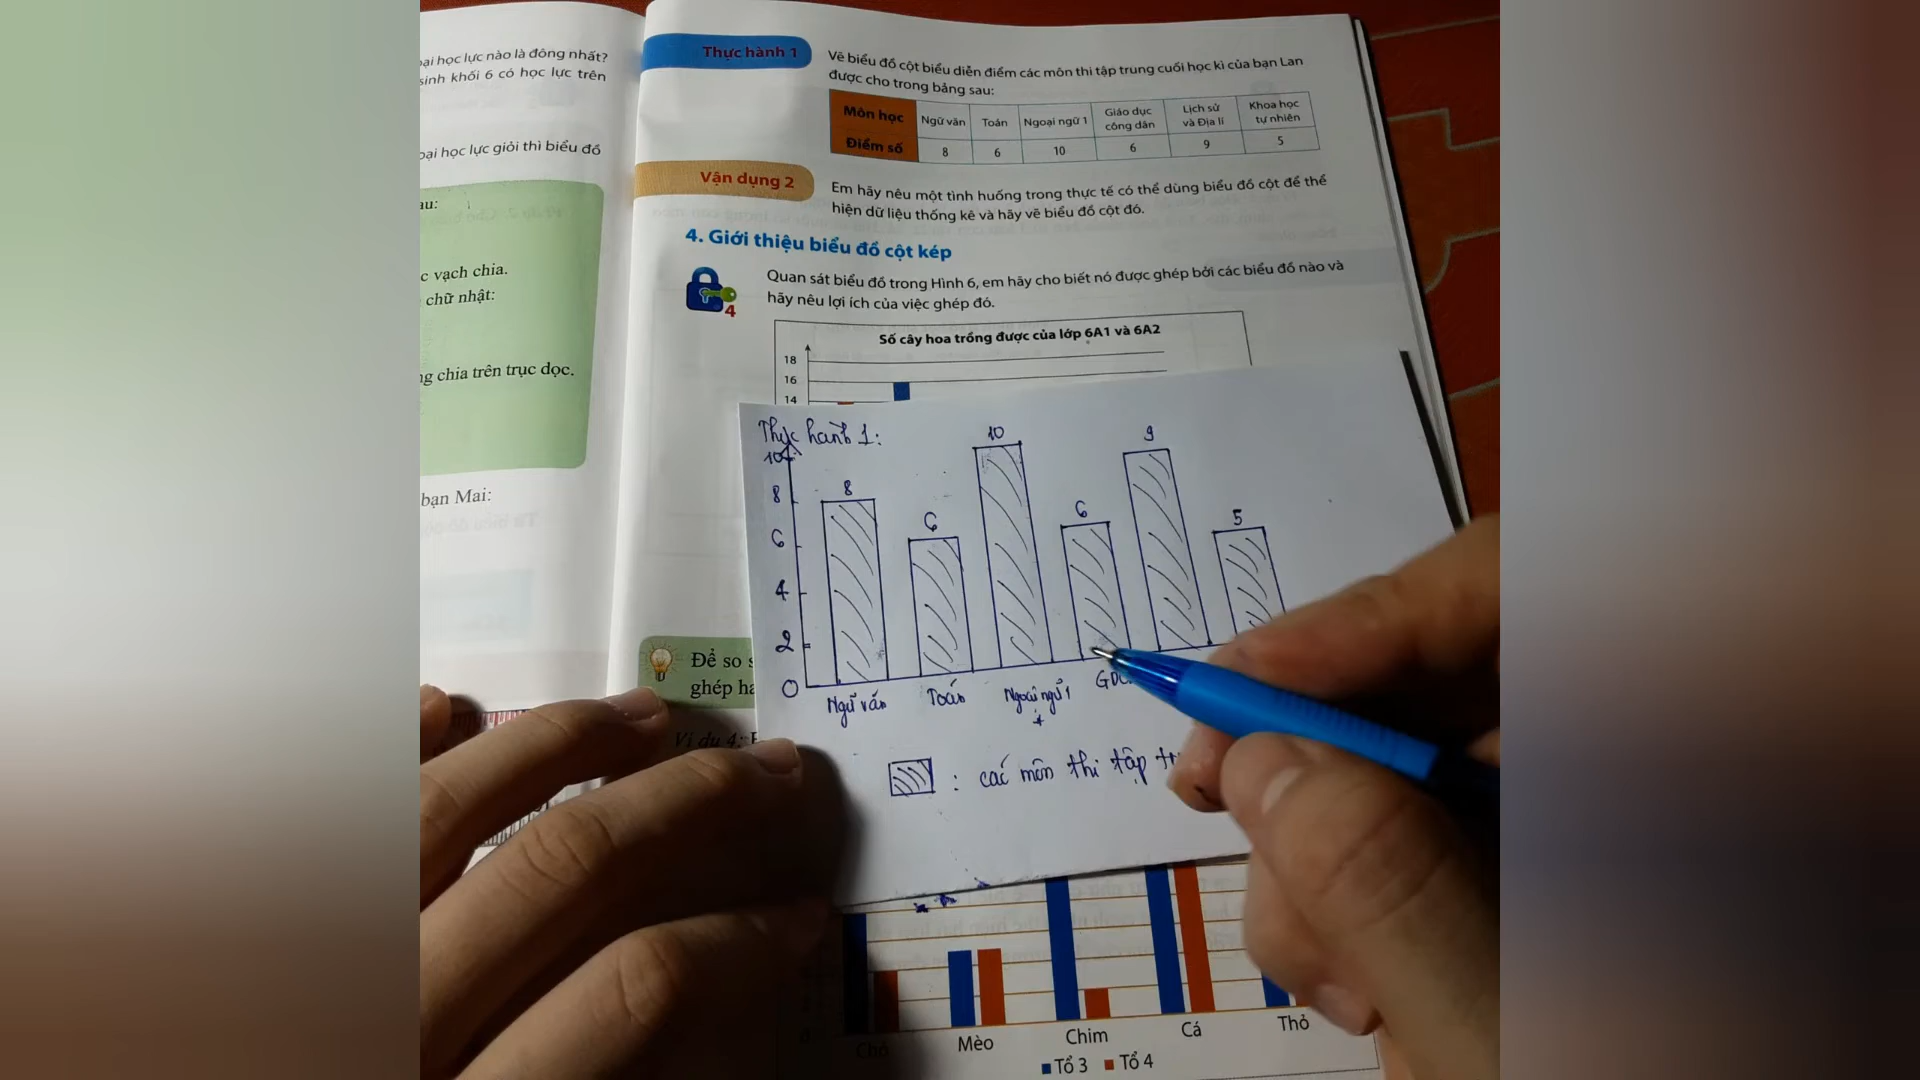 ại học lực nào là đông nhất?
sinh khối 6 có học lực trên
ại học lực giỏi thì biểu đồ
au:
c vạch chia.
chữ nhật:
ng chia trên trục dọc.
bạn Mai:
Thực hành 1
Vẽ biểu đồ cột biểu diễn điểm các môn thi tập trung cuối học kì của bạn Lan
được cho trong bảng sau:
Môn học Ngữ văn Toán Ngoại ngữ 1 Giáo dục công dân Lịch sử và Địa lí Khoa học tự nhiên
Điểm số 8 6 10 6 9 5
Vận dụng 2
Em hãy nêu một tình huống trong thực tế có thể dùng biểu đồ cột để thể
hiện dữ liệu thống kê và hãy vẽ biểu đồ cột đó.
4. Giới thiệu biểu đồ cột kép
4
Quan sát biểu đồ trong Hình 6, em hãy cho biết nó được ghép bởi các biểu đồ nào và
hãy nêu lợi ích của việc ghép đó.
Số cây hoa trồng được của lớp 6A1 và 6A2
18
16
14
Thực hành 1:
10
8
6
4
2
0
8 6 10 6 9 5
Ngữ văn Toán Ngoại ngữ 1 GD
: các môn thi tập tr
Để so s
ghép ha
Ví dụ 4:
Chó Mèo Chim Cá Thỏ
Tổ 3 Tổ 4